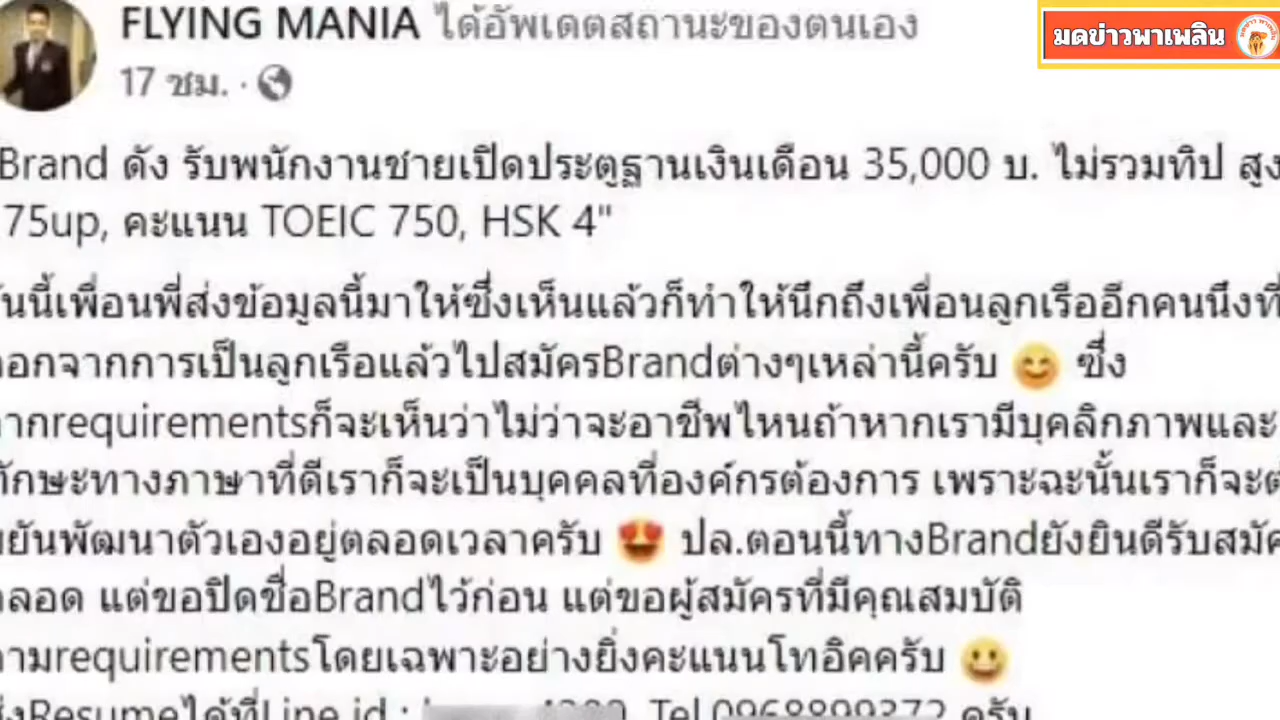 FLYING MANIA ได้อัพเดตสถานะของตนเอง
มดข่าวพาเพลิน
17 ชม.
Brand ดัง รับพนักงานชายเปิดประตูฐานเงินเดือน 35,000 บ. ไม่รวมทิป สูง
75up, คะแนน TOEIC 750, HSK 4"
นนี้เพื่อนพี่ส่งข้อมูลนี้มาให้ซึ่งเห็นแล้วก็ทำให้นึกถึงเพื่อนลูกเรืออีกคนนึงที่
อกจากการเป็นลูกเรือแล้วไปสมัครBrandต่างๆเหล่านี้ครับ 😊 ซึ่ง
ากrequirementsก็จะเห็นว่าไม่ว่าจะอาชีพไหนถ้าหากเรามีบุคลิกภาพและ
ทักษะทางภาษาที่ดีเราก็จะเป็นบุคคลที่องค์กรต้องการ เพราะฉะนั้นเราก็จะต้
ยันพัฒนาตัวเองอยู่ตลอดเวลาครับ 😍 ปล.ตอนนี้ทางBrandยังยินดีรับสมัค
ลอด แต่ขอปิดชื่อBrandไว้ก่อน แต่ขอผู้สมัครที่มีคุณสมบัติ
ามrequirementsโดยเฉพาะอย่างยิ่งคะแนนโทอิคครับ 😀
ส่งResumeได้ที่Line id : Tel ครับ